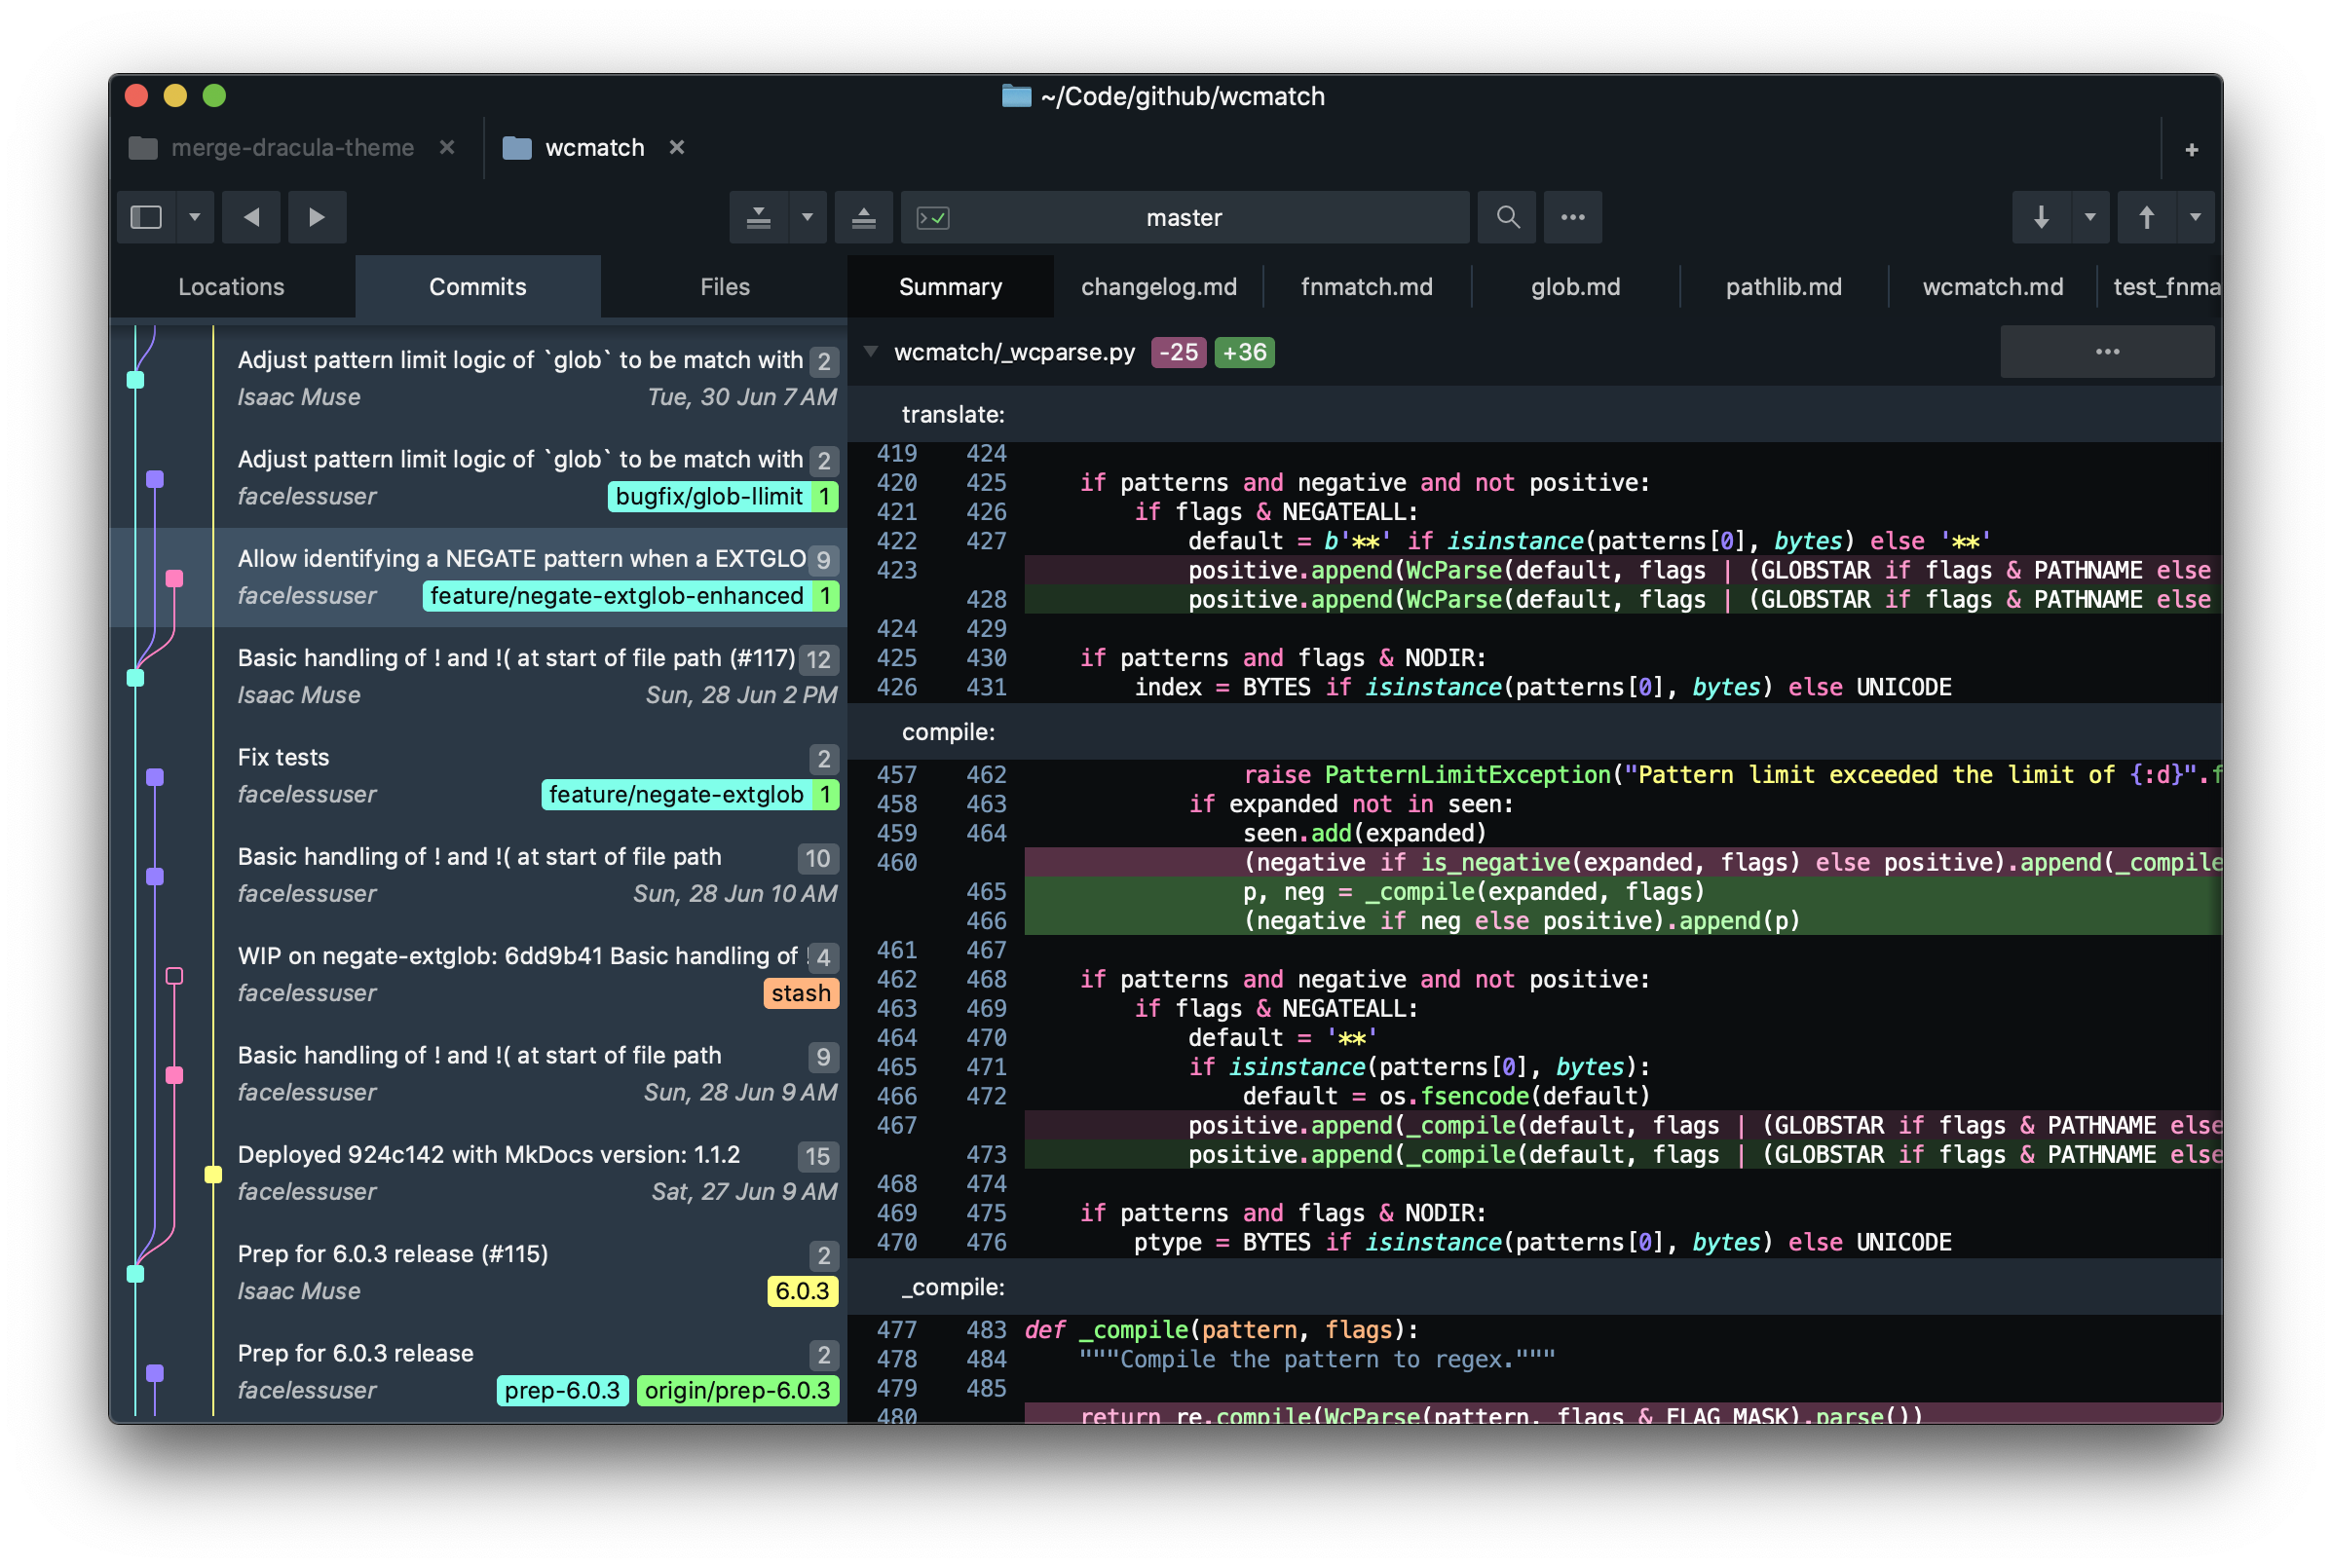 ~/Code/github/wcmatch
merge-dracula-theme ×
wcmatch ×
+
master
•••
Locations
Commits
Files
Adjust pattern limit logic of `glob` to be match with 2
Isaac Muse Tue, 30 Jun 7 AM
Adjust pattern limit logic of `glob` to be match with 2
facelessuser bugfix/glob-llimit 1
Allow identifying a NEGATE pattern when a EXTGLO 9
facelessuser feature/negate-extglob-enhanced 1
Basic handling of ! and !( at start of file path (#117) 12
Isaac Muse Sun, 28 Jun 2 PM
Fix tests 2
facelessuser feature/negate-extglob 1
Basic handling of ! and !( at start of file path 10
facelessuser Sun, 28 Jun 10 AM
WIP on negate-extglob: 6dd9b41 Basic handling of ! 4
facelessuser stash
Basic handling of ! and !( at start of file path 9
facelessuser Sun, 28 Jun 9 AM
Deployed 924c142 with MkDocs version: 1.1.2 15
facelessuser Sat, 27 Jun 9 AM
Prep for 6.0.3 release (#115) 2
Isaac Muse 6.0.3
Prep for 6.0.3 release 2
facelessuser prep-6.0.3 origin/prep-6.0.3
Summary
changelog.md
fnmatch.md
glob.md
pathlib.md
wcmatch.md
test_fnma
wcmatch/_wcparse.py -25 +36 •••
translate:
419 424
420 425 if patterns and negative and not positive:
421 426 if flags & NEGATEALL:
422 427 default = b'**' if isinstance(patterns[0], bytes) else '**'
423 positive.append(WcParse(default, flags | (GLOBSTAR if flags & PATHNAME else
428 positive.append(WcParse(default, flags | (GLOBSTAR if flags & PATHNAME else
424 429
425 430 if patterns and flags & NODIR:
426 431 index = BYTES if isinstance(patterns[0], bytes) else UNICODE
compile:
457 462 raise PatternLimitException("Pattern limit exceeded the limit of {:d}".f
458 463 if expanded not in seen:
459 464 seen.add(expanded)
460 (negative if is_negative(expanded, flags) else positive).append(_compile
465 p, neg = _compile(expanded, flags)
466 (negative if neg else positive).append(p)
461 467
462 468 if patterns and negative and not positive:
463 469 if flags & NEGATEALL:
464 470 default = '**'
465 471 if isinstance(patterns[0], bytes):
466 472 default = os.fsencode(default)
467 positive.append(_compile(default, flags | (GLOBSTAR if flags & PATHNAME else
473 positive.append(_compile(default, flags | (GLOBSTAR if flags & PATHNAME else
468 474
469 475 if patterns and flags & NODIR:
470 476 ptype = BYTES if isinstance(patterns[0], bytes) else UNICODE
_compile:
477 483 def _compile(pattern, flags):
478 484 """Compile the pattern to regex."""
479 485
480 return re.compile(WcParse(pattern, flags & FLAG_MASK).parse())